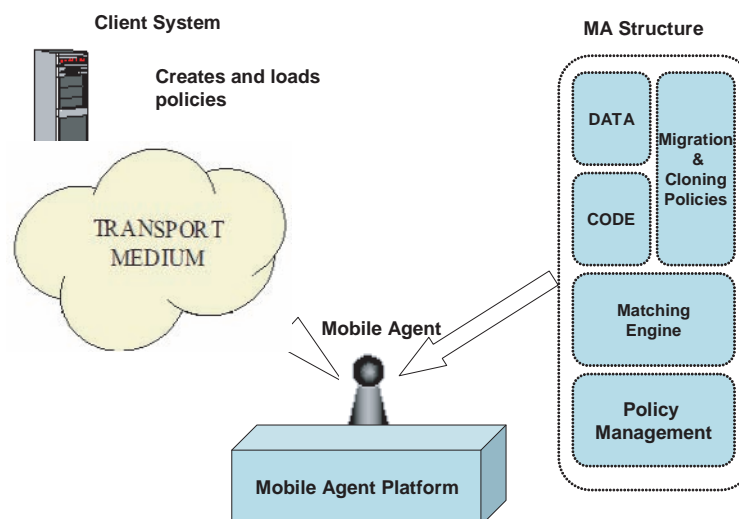 Client System
Creates and loads
policies
TRANSPORT
MEDIUM
Mobile Agent
Mobile Agent Platform
MA Structure
DATA
CODE
Migration
&
Cloning
Policies
Matching
Engine
Policy
Management